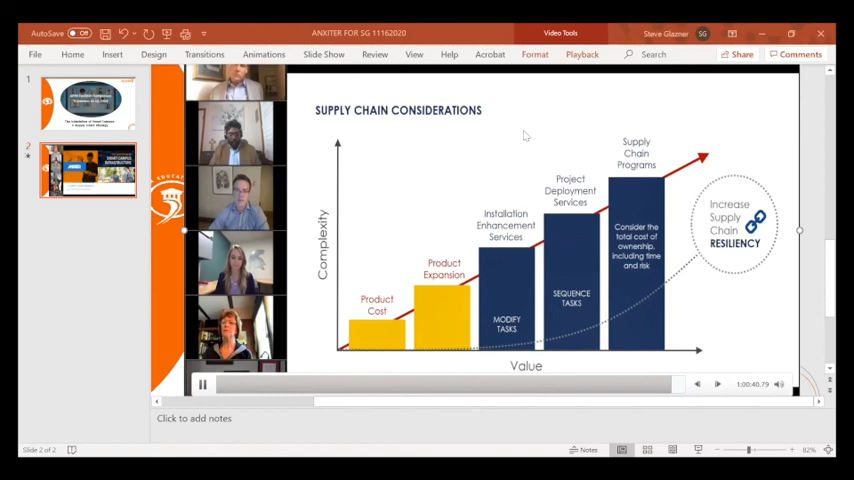 AutoSave Off
ANXITER FOR SG 11162020
Video Tools
Steve Glazner SG
File Home Insert Design Transitions Animations Slide Show Review View Help Acrobat Format Playback Search Share Comments
1
2
SUPPLY CHAIN CONSIDERATIONS
Complexity
Product
Cost
Product
Expansion
Installation
Enhancement
Services
MODIFY
TASKS
Project
Deployment
Services
SEQUENCE
TASKS
Supply
Chain
Programs
Consider the
total cost of
ownership,
including time
and risk
Increase
Supply
Chain
RESILIENCY
Value
1:00:40.79
Click to add notes
Slide 2 of 2
Notes
82%